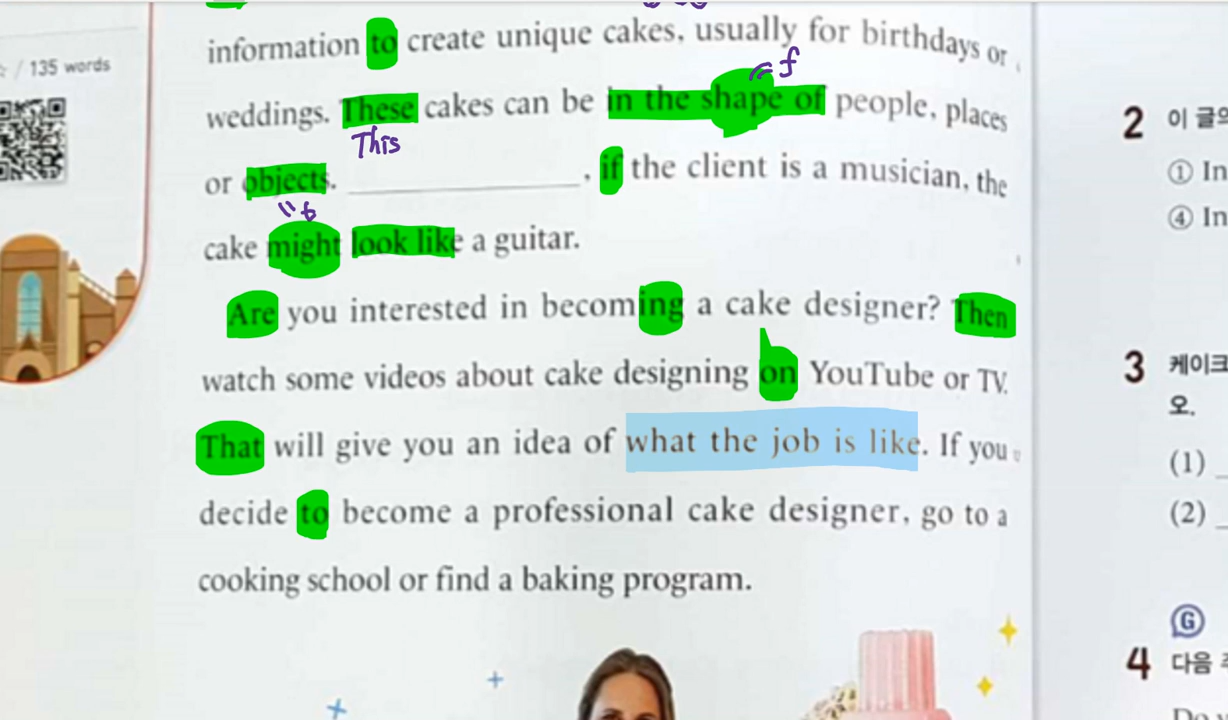 information to create unique cakes, usually for birthdays or
/ 135 words
f
weddings. These cakes can be in the shape of people, places
This
or objects. ____________, if the client is a musician, the
cake might look like a guitar.
Are you interested in becoming a cake designer? Then
watch some videos about cake designing on YouTube or TV.
That will give you an idea of what the job is like. If you
decide to become a professional cake designer, go to a
cooking school or find a baking program.
2 이 글의
① In
④ In
3 케이크
오.
(1)
(2)
G
4 다음